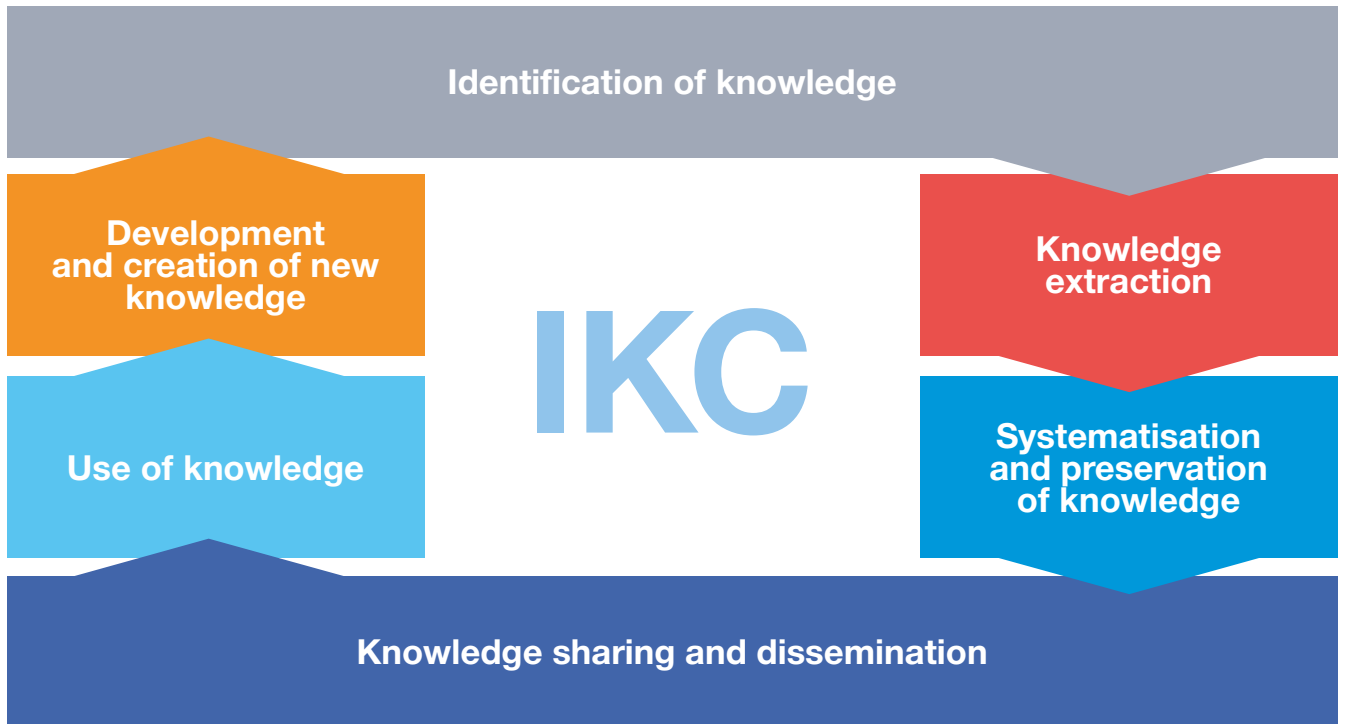 Identification of knowledge
Development
and creation of new
knowledge
Knowledge
extraction
IKC
Use of knowledge
Systematisation
and preservation
of knowledge
Knowledge sharing and dissemination